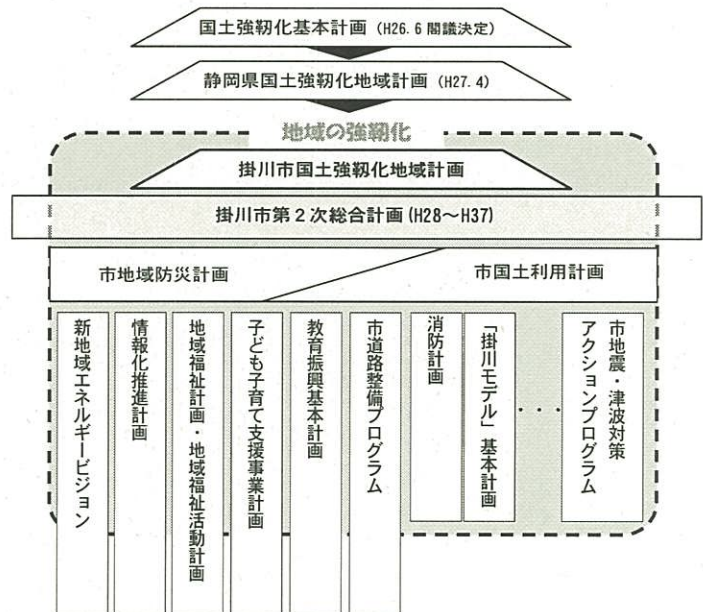 国土強靭化基本計画 (H26.6 閣議決定)
静岡県国土強靭化地域計画 (H27.4)
地域の強靭化
掛川市国土強靭化地域計画
掛川市第2次総合計画(H28～H37)
市地域防災計画
市国土利用計画
新地域エネルギービジョン
情報化推進計画
地域福祉計画・地域福祉活動計画
子ども子育て支援事業計画
教育振興基本計画
市道路整備プログラム
消防計画
「掛川モデル」基本計画
・・・
市地震・津波対策
アクションプログラム